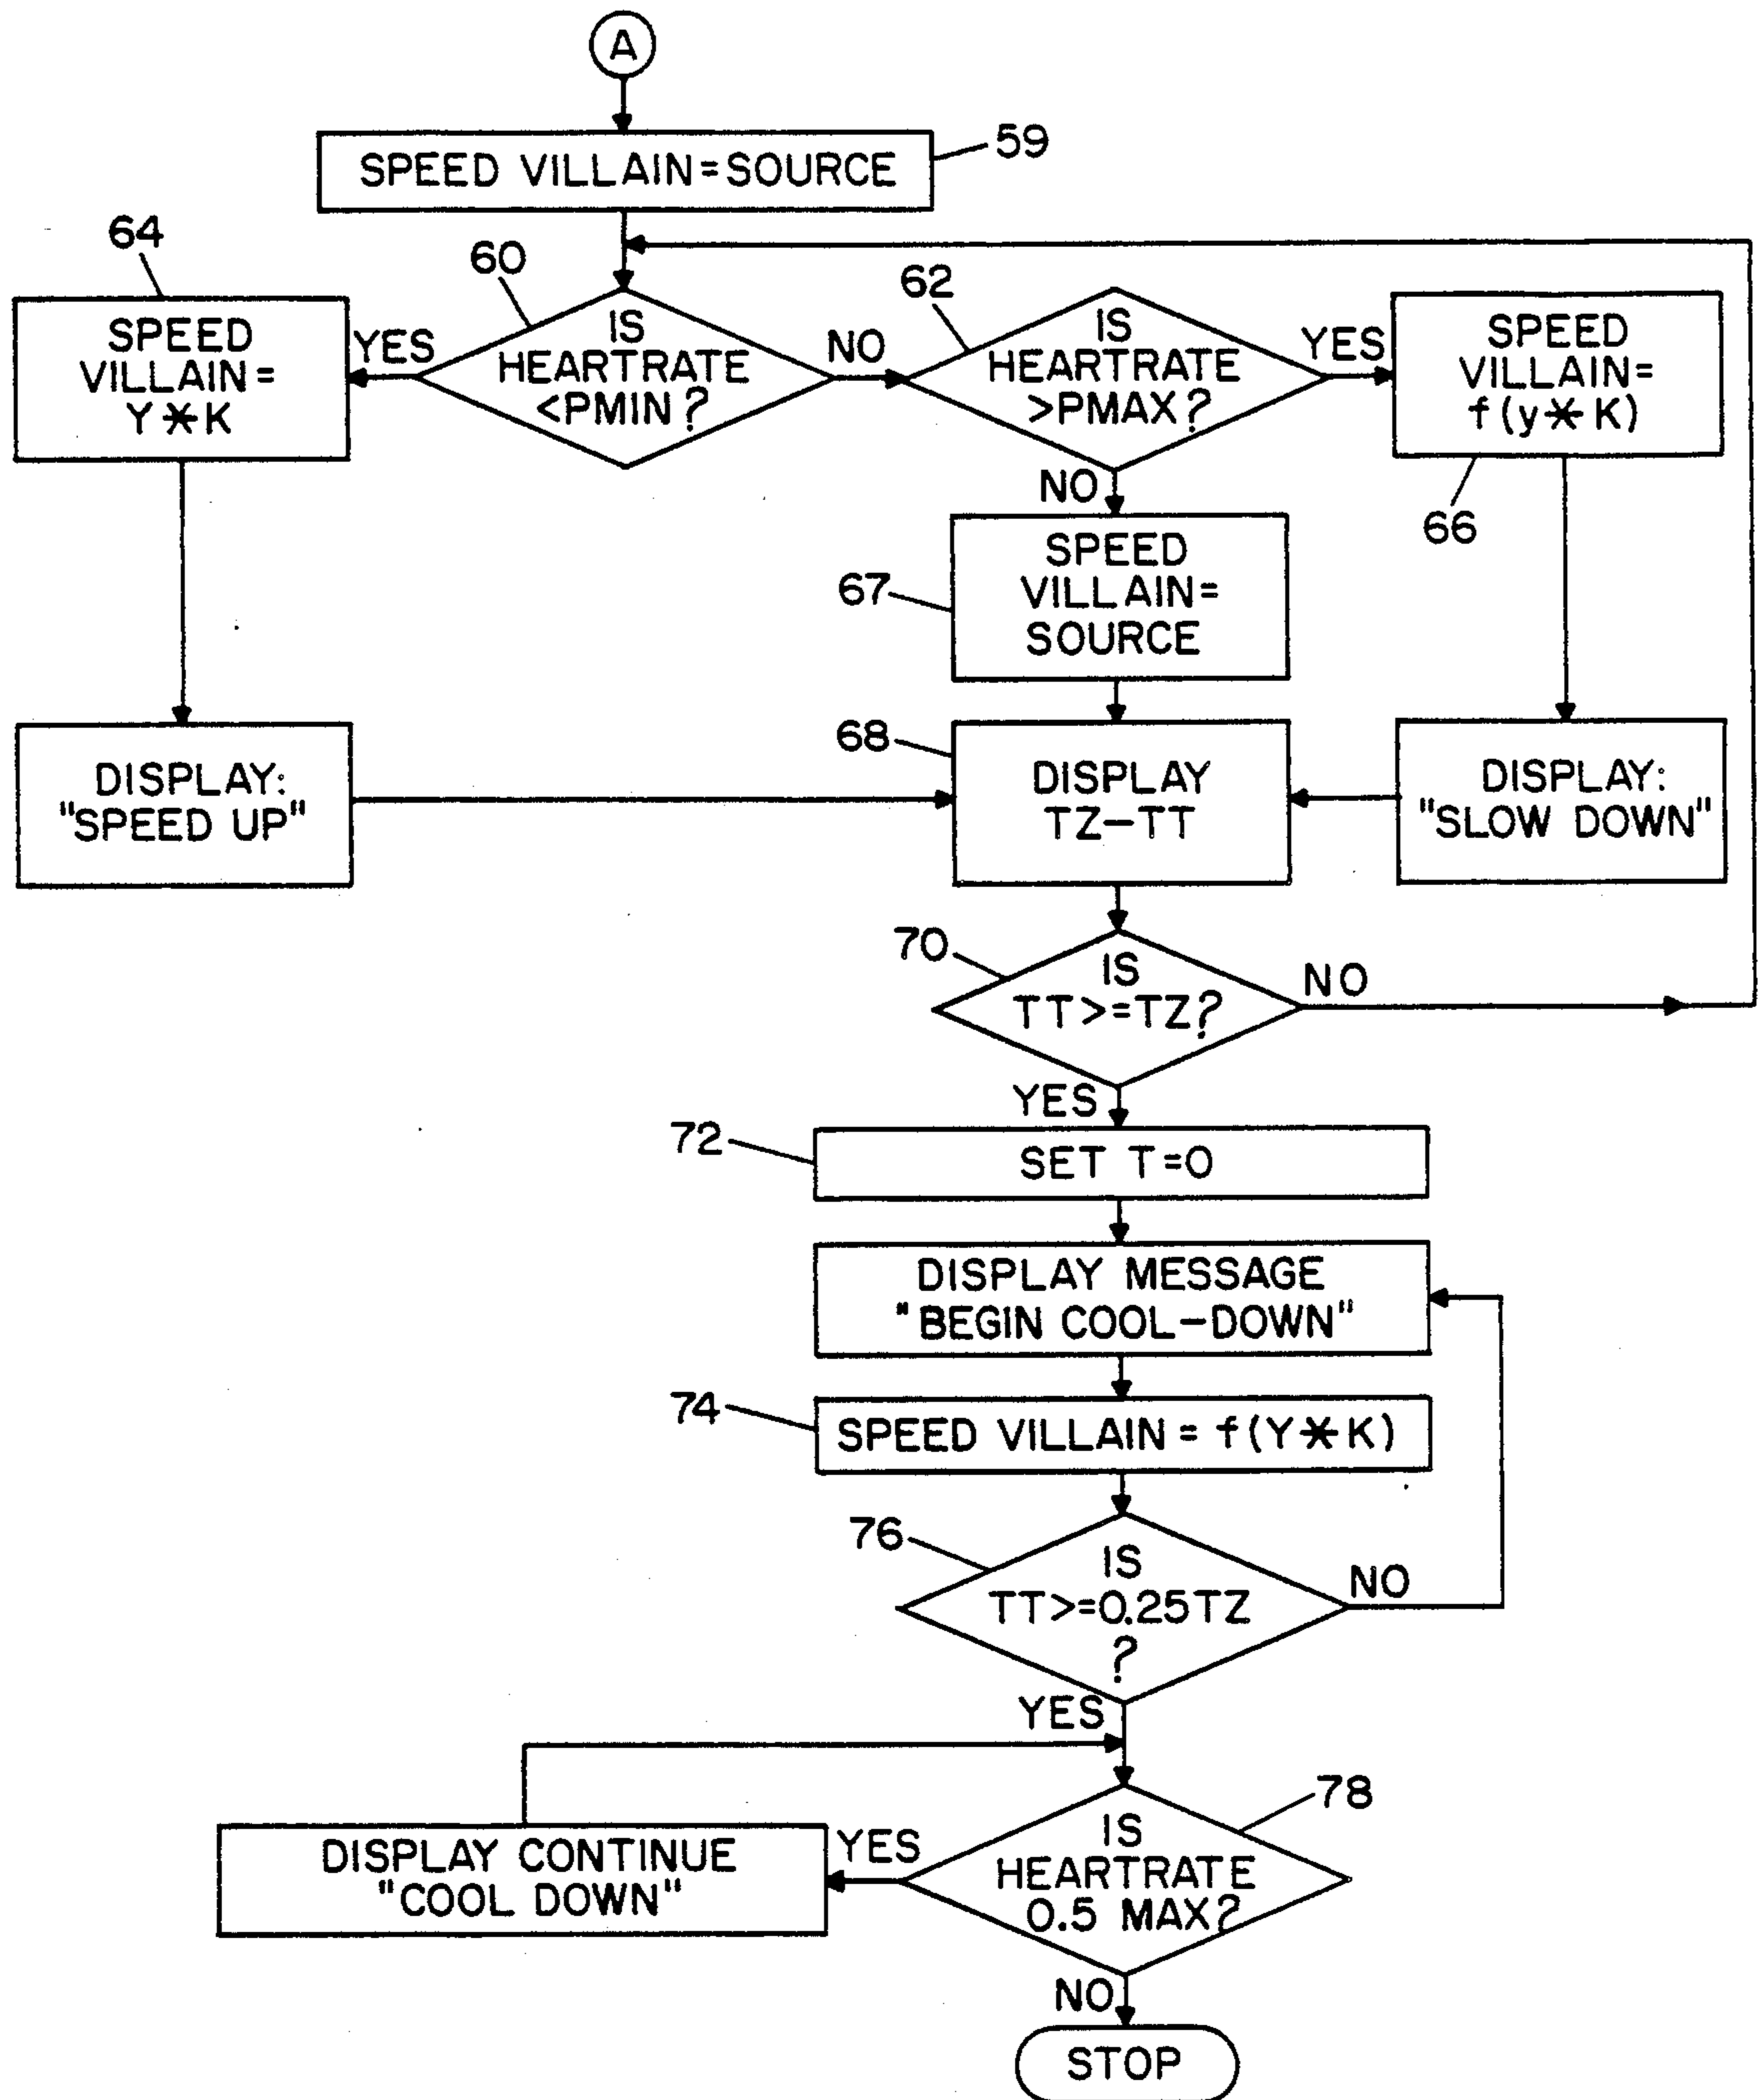 A
SPEED VILLAIN=SOURCE
59
64
60
62
SPEED
VILLAIN=
Y*K
YES
IS
HEARTRATE
<PMIN?
NO
IS
HEARTRATE
>PMAX?
YES
SPEED
VILLAIN=
f(y*K)
66
NO
67
SPEED
VILLAIN=
SOURCE
DISPLAY:
"SPEED UP"
68
DISPLAY
TZ-TT
DISPLAY:
"SLOW DOWN"
70
IS
TT>=TZ?
NO
YES
72
SET T=0
DISPLAY MESSAGE
"BEGIN COOL-DOWN"
74
SPEED VILLAIN = f(Y*K)
76
IS
TT>=0.25TZ
?
NO
YES
78
IS
HEARTRATE
0.5 MAX?
YES
DISPLAY CONTINUE
"COOL DOWN"
NO
STOP